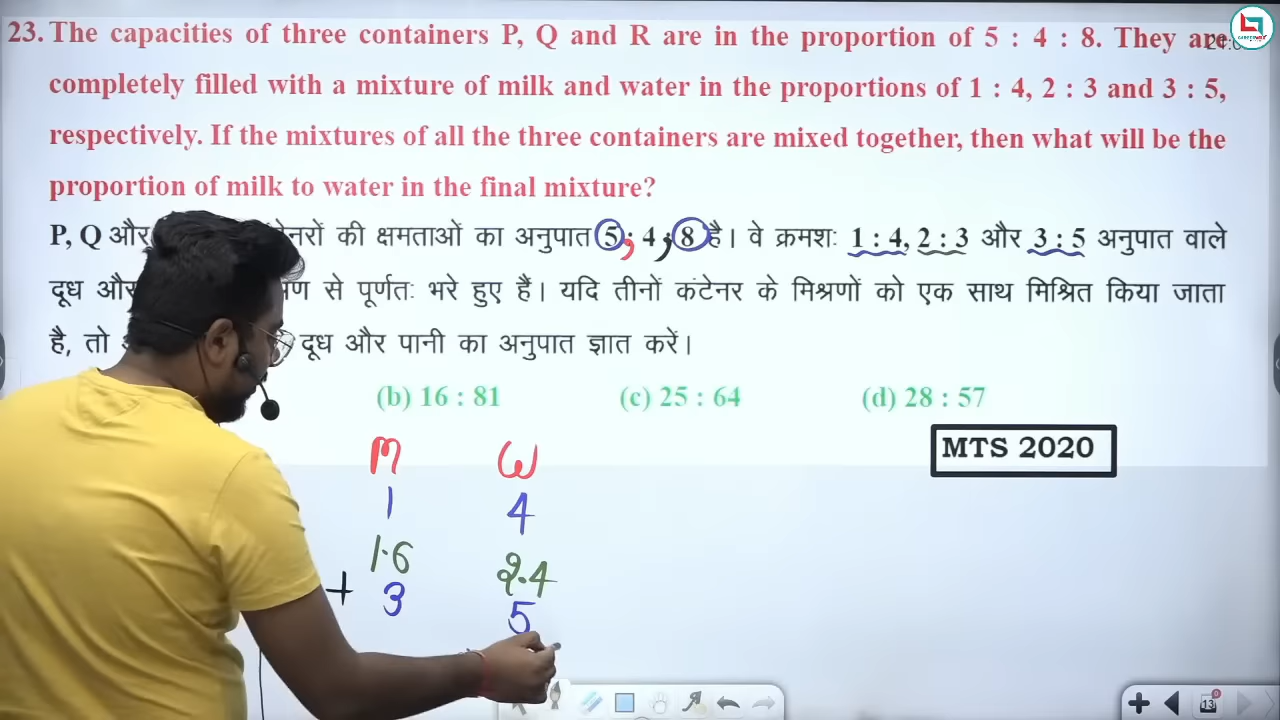 23. The capacities of three containers P, Q and R are in the proportion of 5 : 4 : 8. They are
completely filled with a mixture of milk and water in the proportions of 1 : 4, 2 : 3 and 3 : 5,
respectively. If the mixtures of all the three containers are mixed together, then what will be the
proportion of milk to water in the final mixture?
P, Q और कंटेनरों की क्षमताओं का अनुपात 5 : 4 : 8 है। वे क्रमशः 1 : 4, 2 : 3 और 3 : 5 अनुपात वाले
दूध और से पूर्णतः भरे हुए हैं। यदि तीनों कंटेनर के मिश्रणों को एक साथ मिश्रित किया जाता
है, तो दूध और पानी का अनुपात ज्ञात करें।
(b) 16 : 81 (c) 25 : 64 (d) 28 : 57
MTS 2020
M W
1 4
1.6 2.4
+ 3 5
13